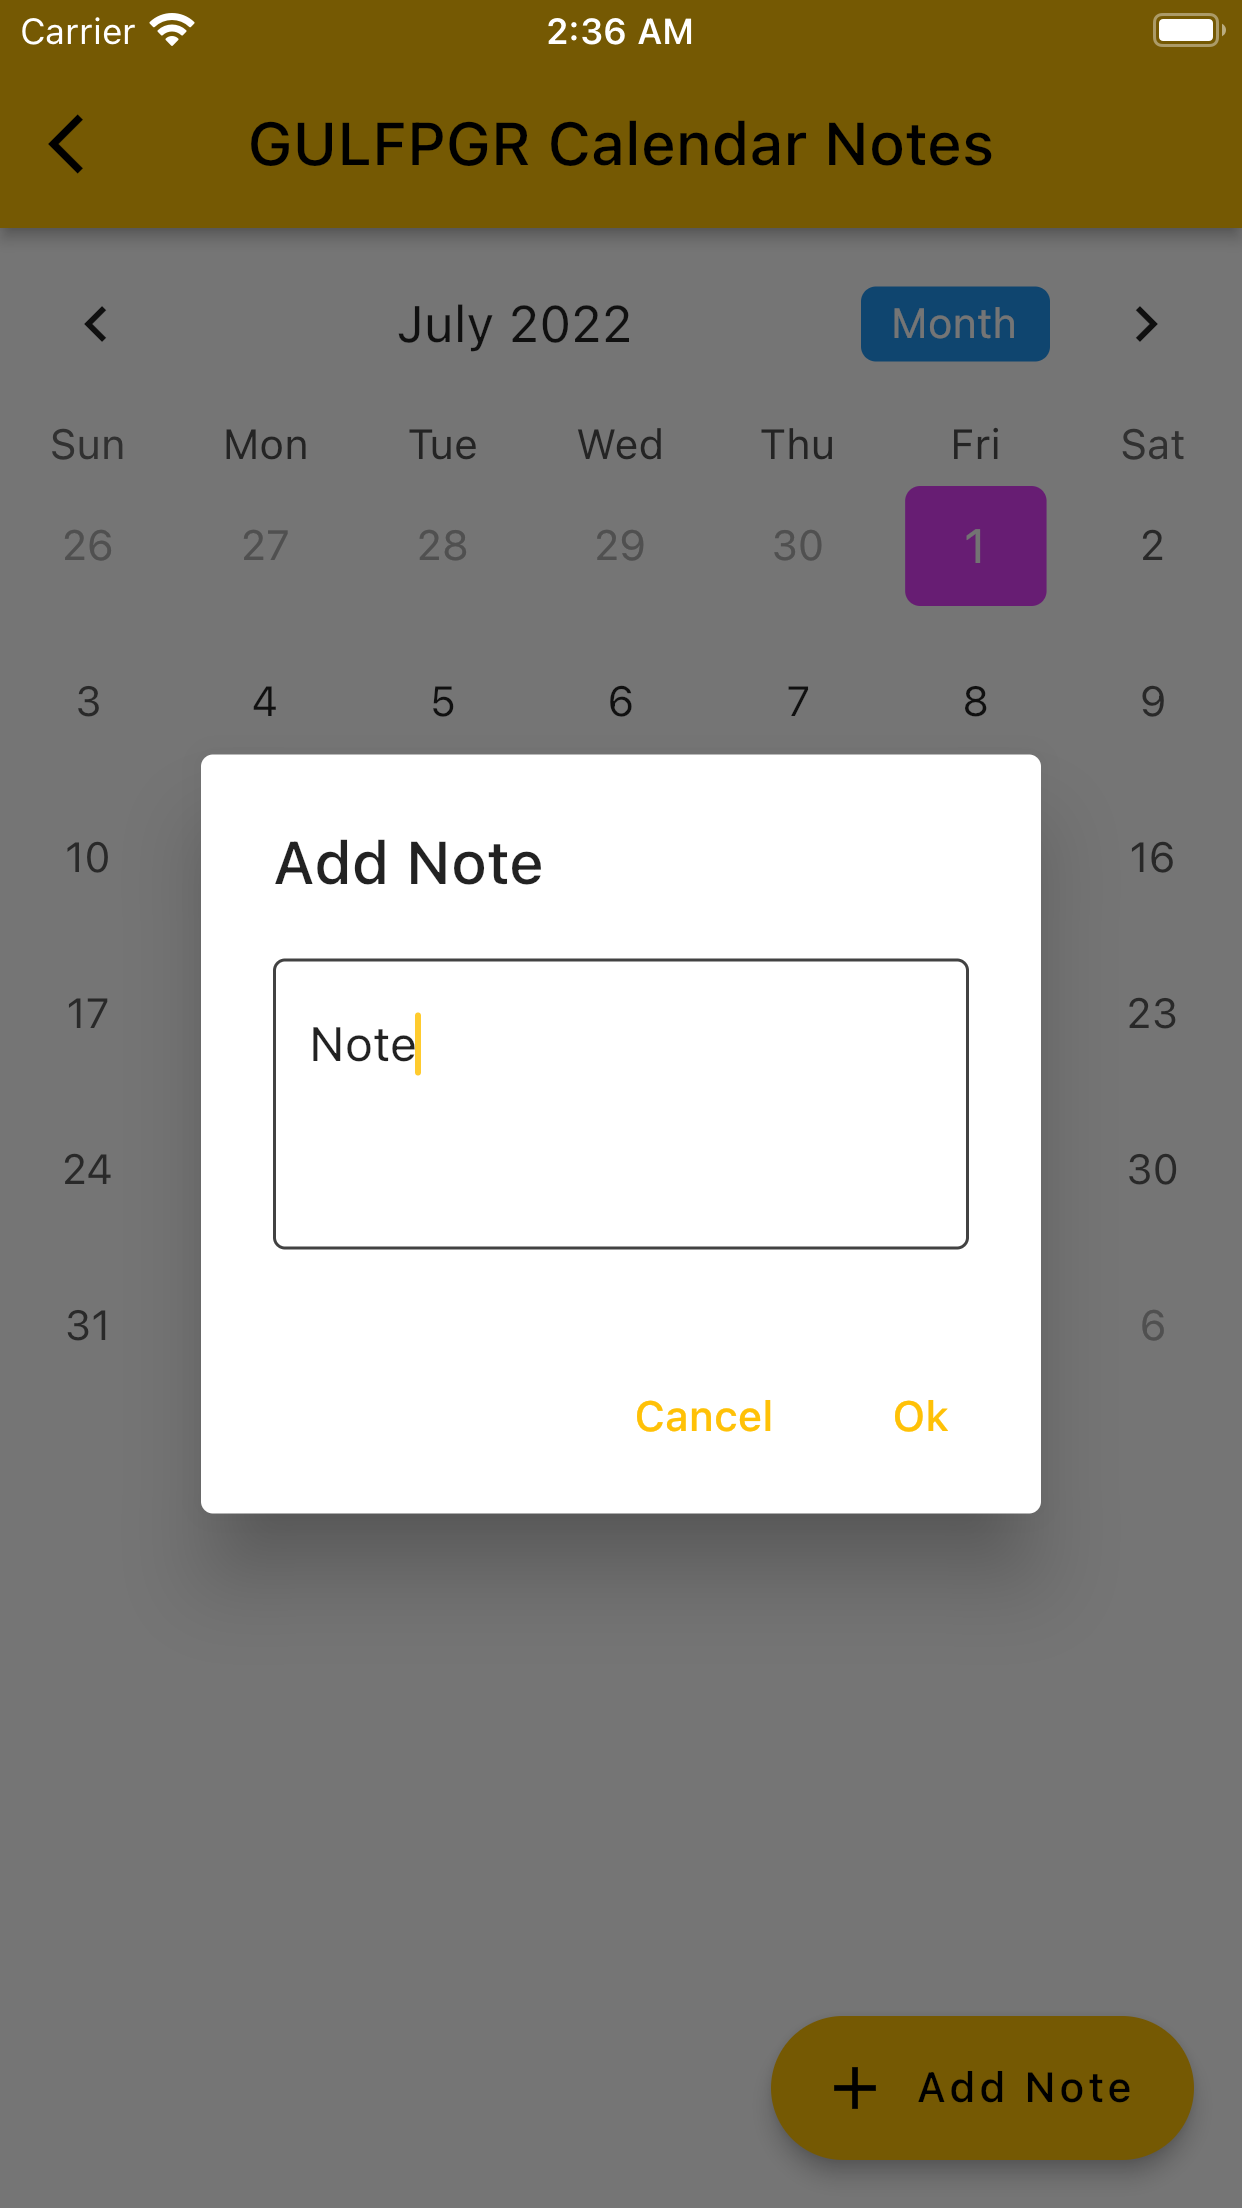 Carrier 2:36 AM
GULFPGR Calendar Notes
July 2022 Month
Sun Mon Tue Wed Thu Fri Sat
26 27 28 29 30 1 2
3 4 5 6 7 8 9
10 16
17 23
24 30
31 6
Add Note
Note
Cancel Ok
Add Note